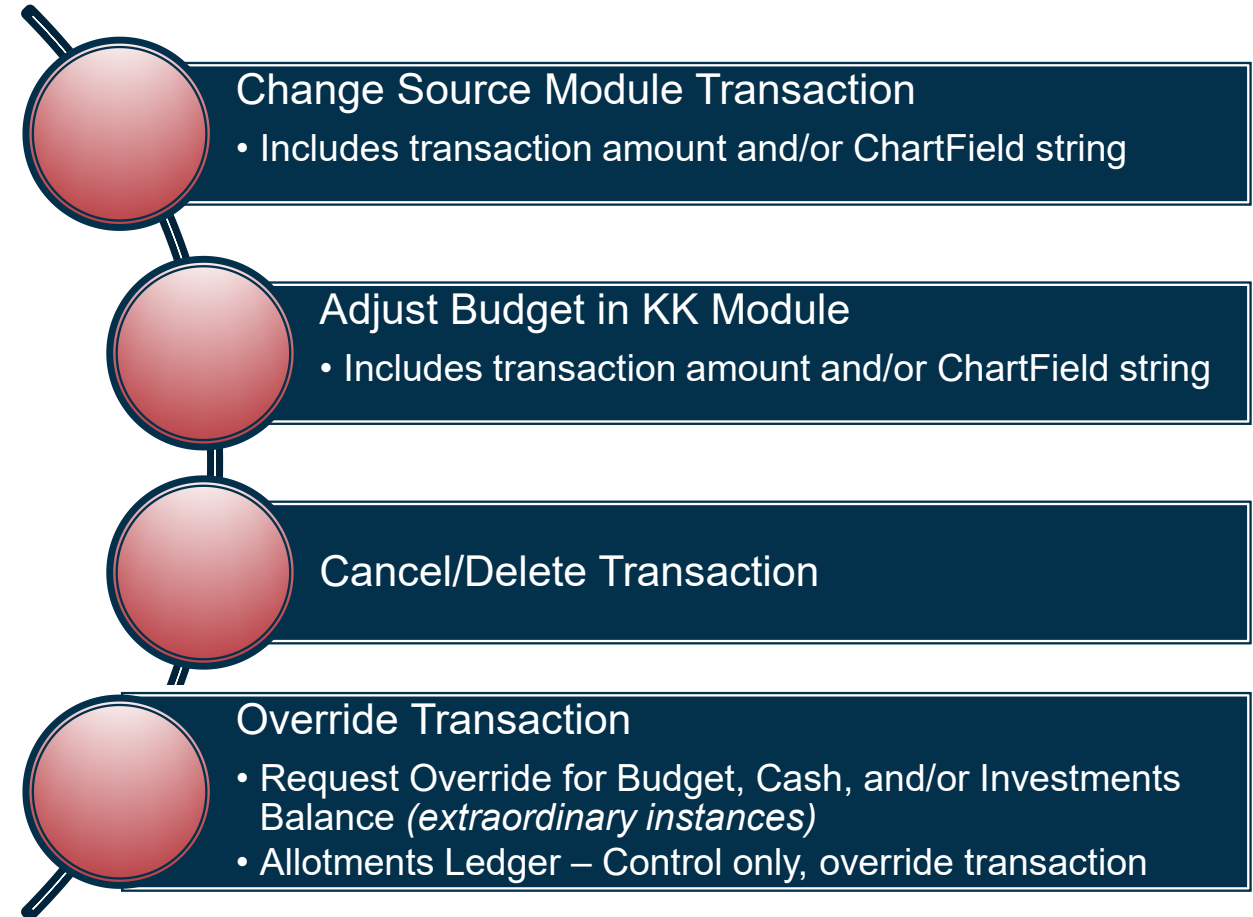 Change Source Module Transaction
• Includes transaction amount and/or ChartField string
Adjust Budget in KK Module
• Includes transaction amount and/or ChartField string
Cancel/Delete Transaction
Override Transaction
• Request Override for Budget, Cash, and/or Investments
Balance (extraordinary instances)
• Allotments Ledger – Control only, override transaction